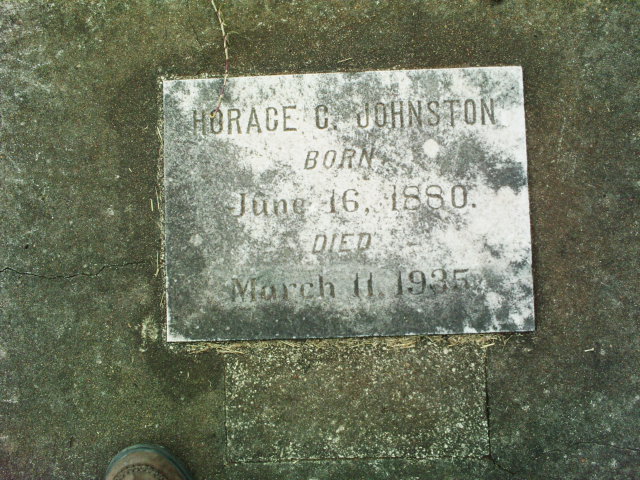 HORACE C. JOHNSTON
BORN
June 16, 1880.
DIED
March 11, 1935